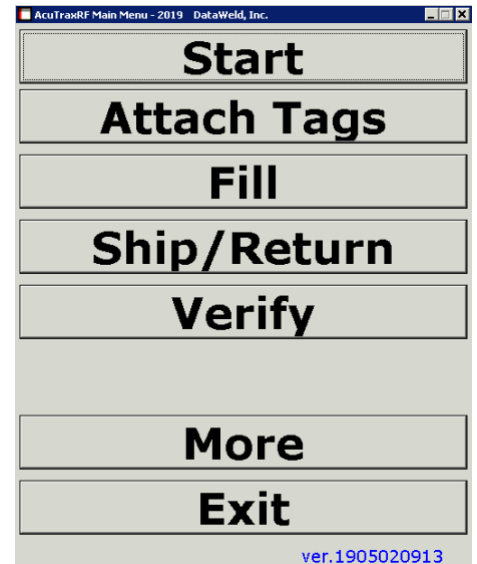 AcuTraxRF Main Menu - 2019 DataWeld, Inc.
Start
Attach Tags
Fill
Ship/Return
Verify
More
Exit
ver.1905020913